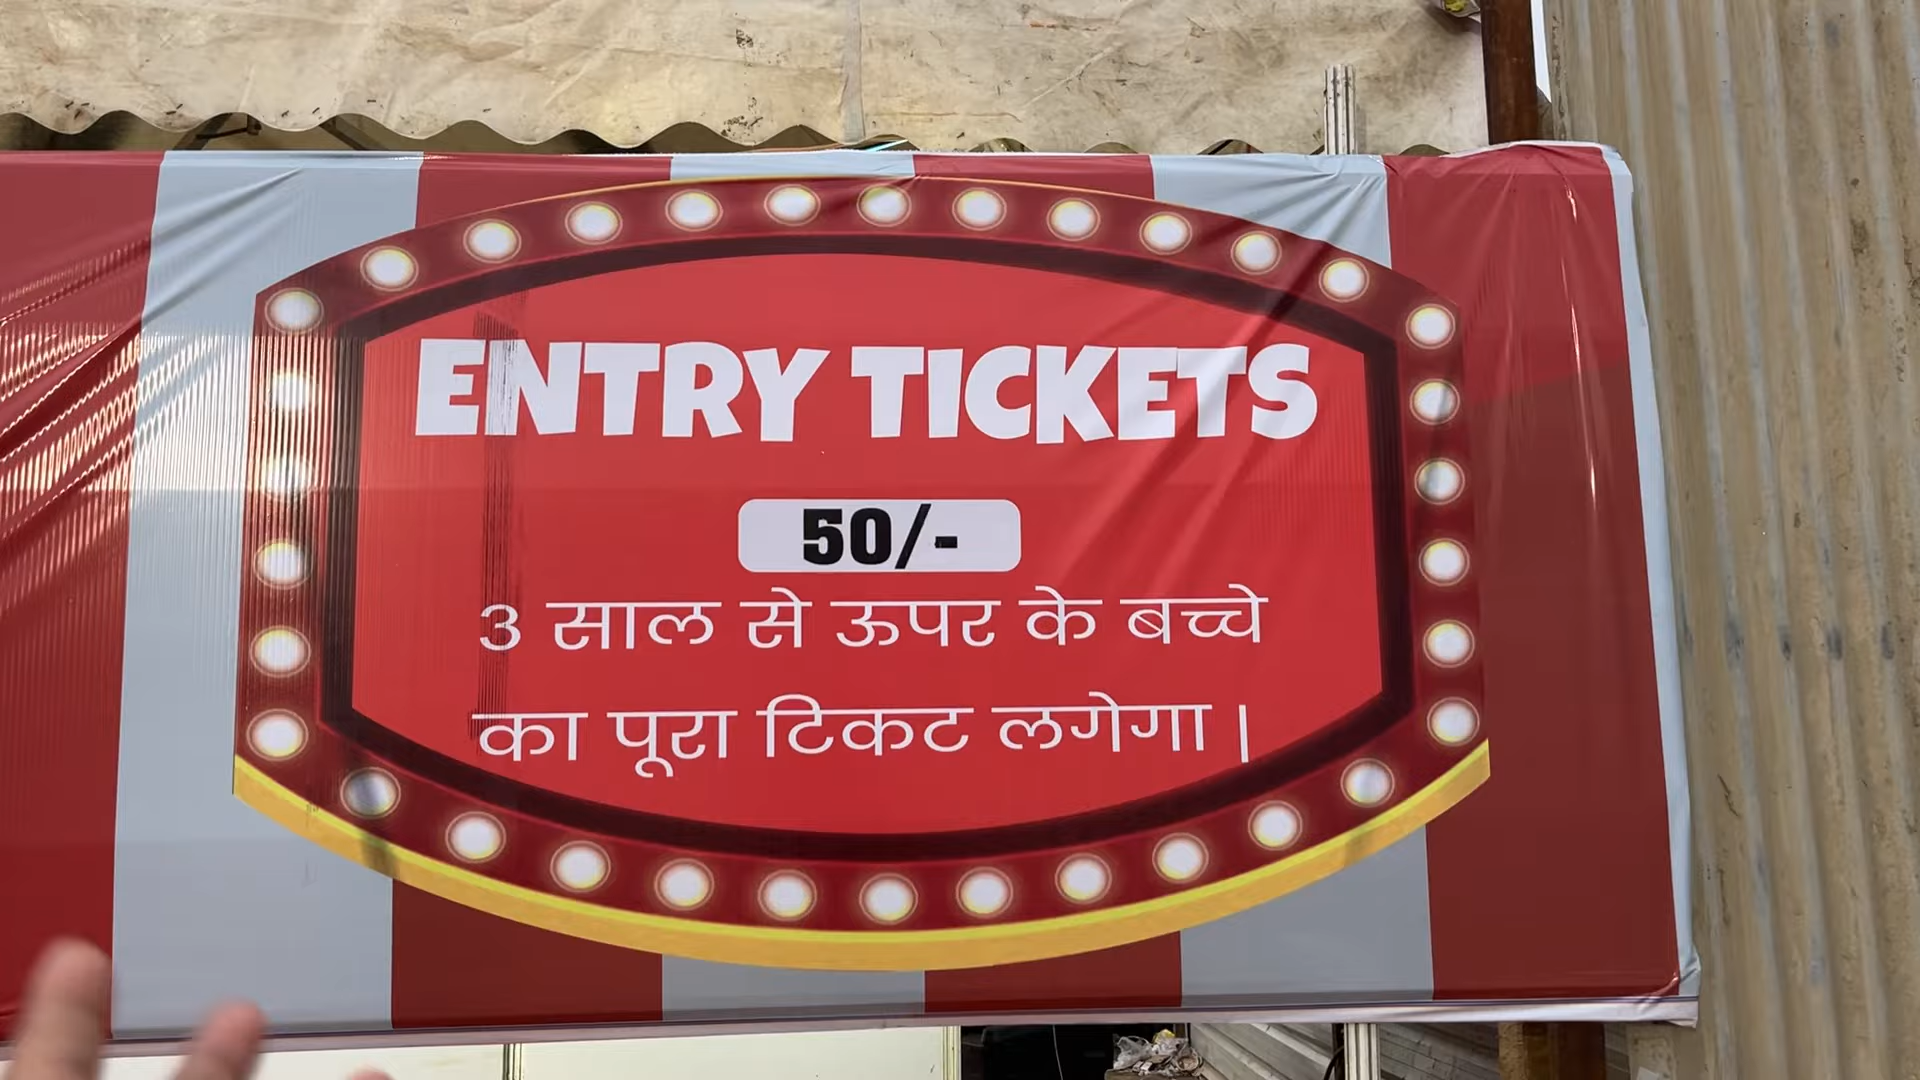 ENTRY TICKETS
50/-
3 साल से ऊपर के बच्चे
का पूरा टिकट लगेगा |